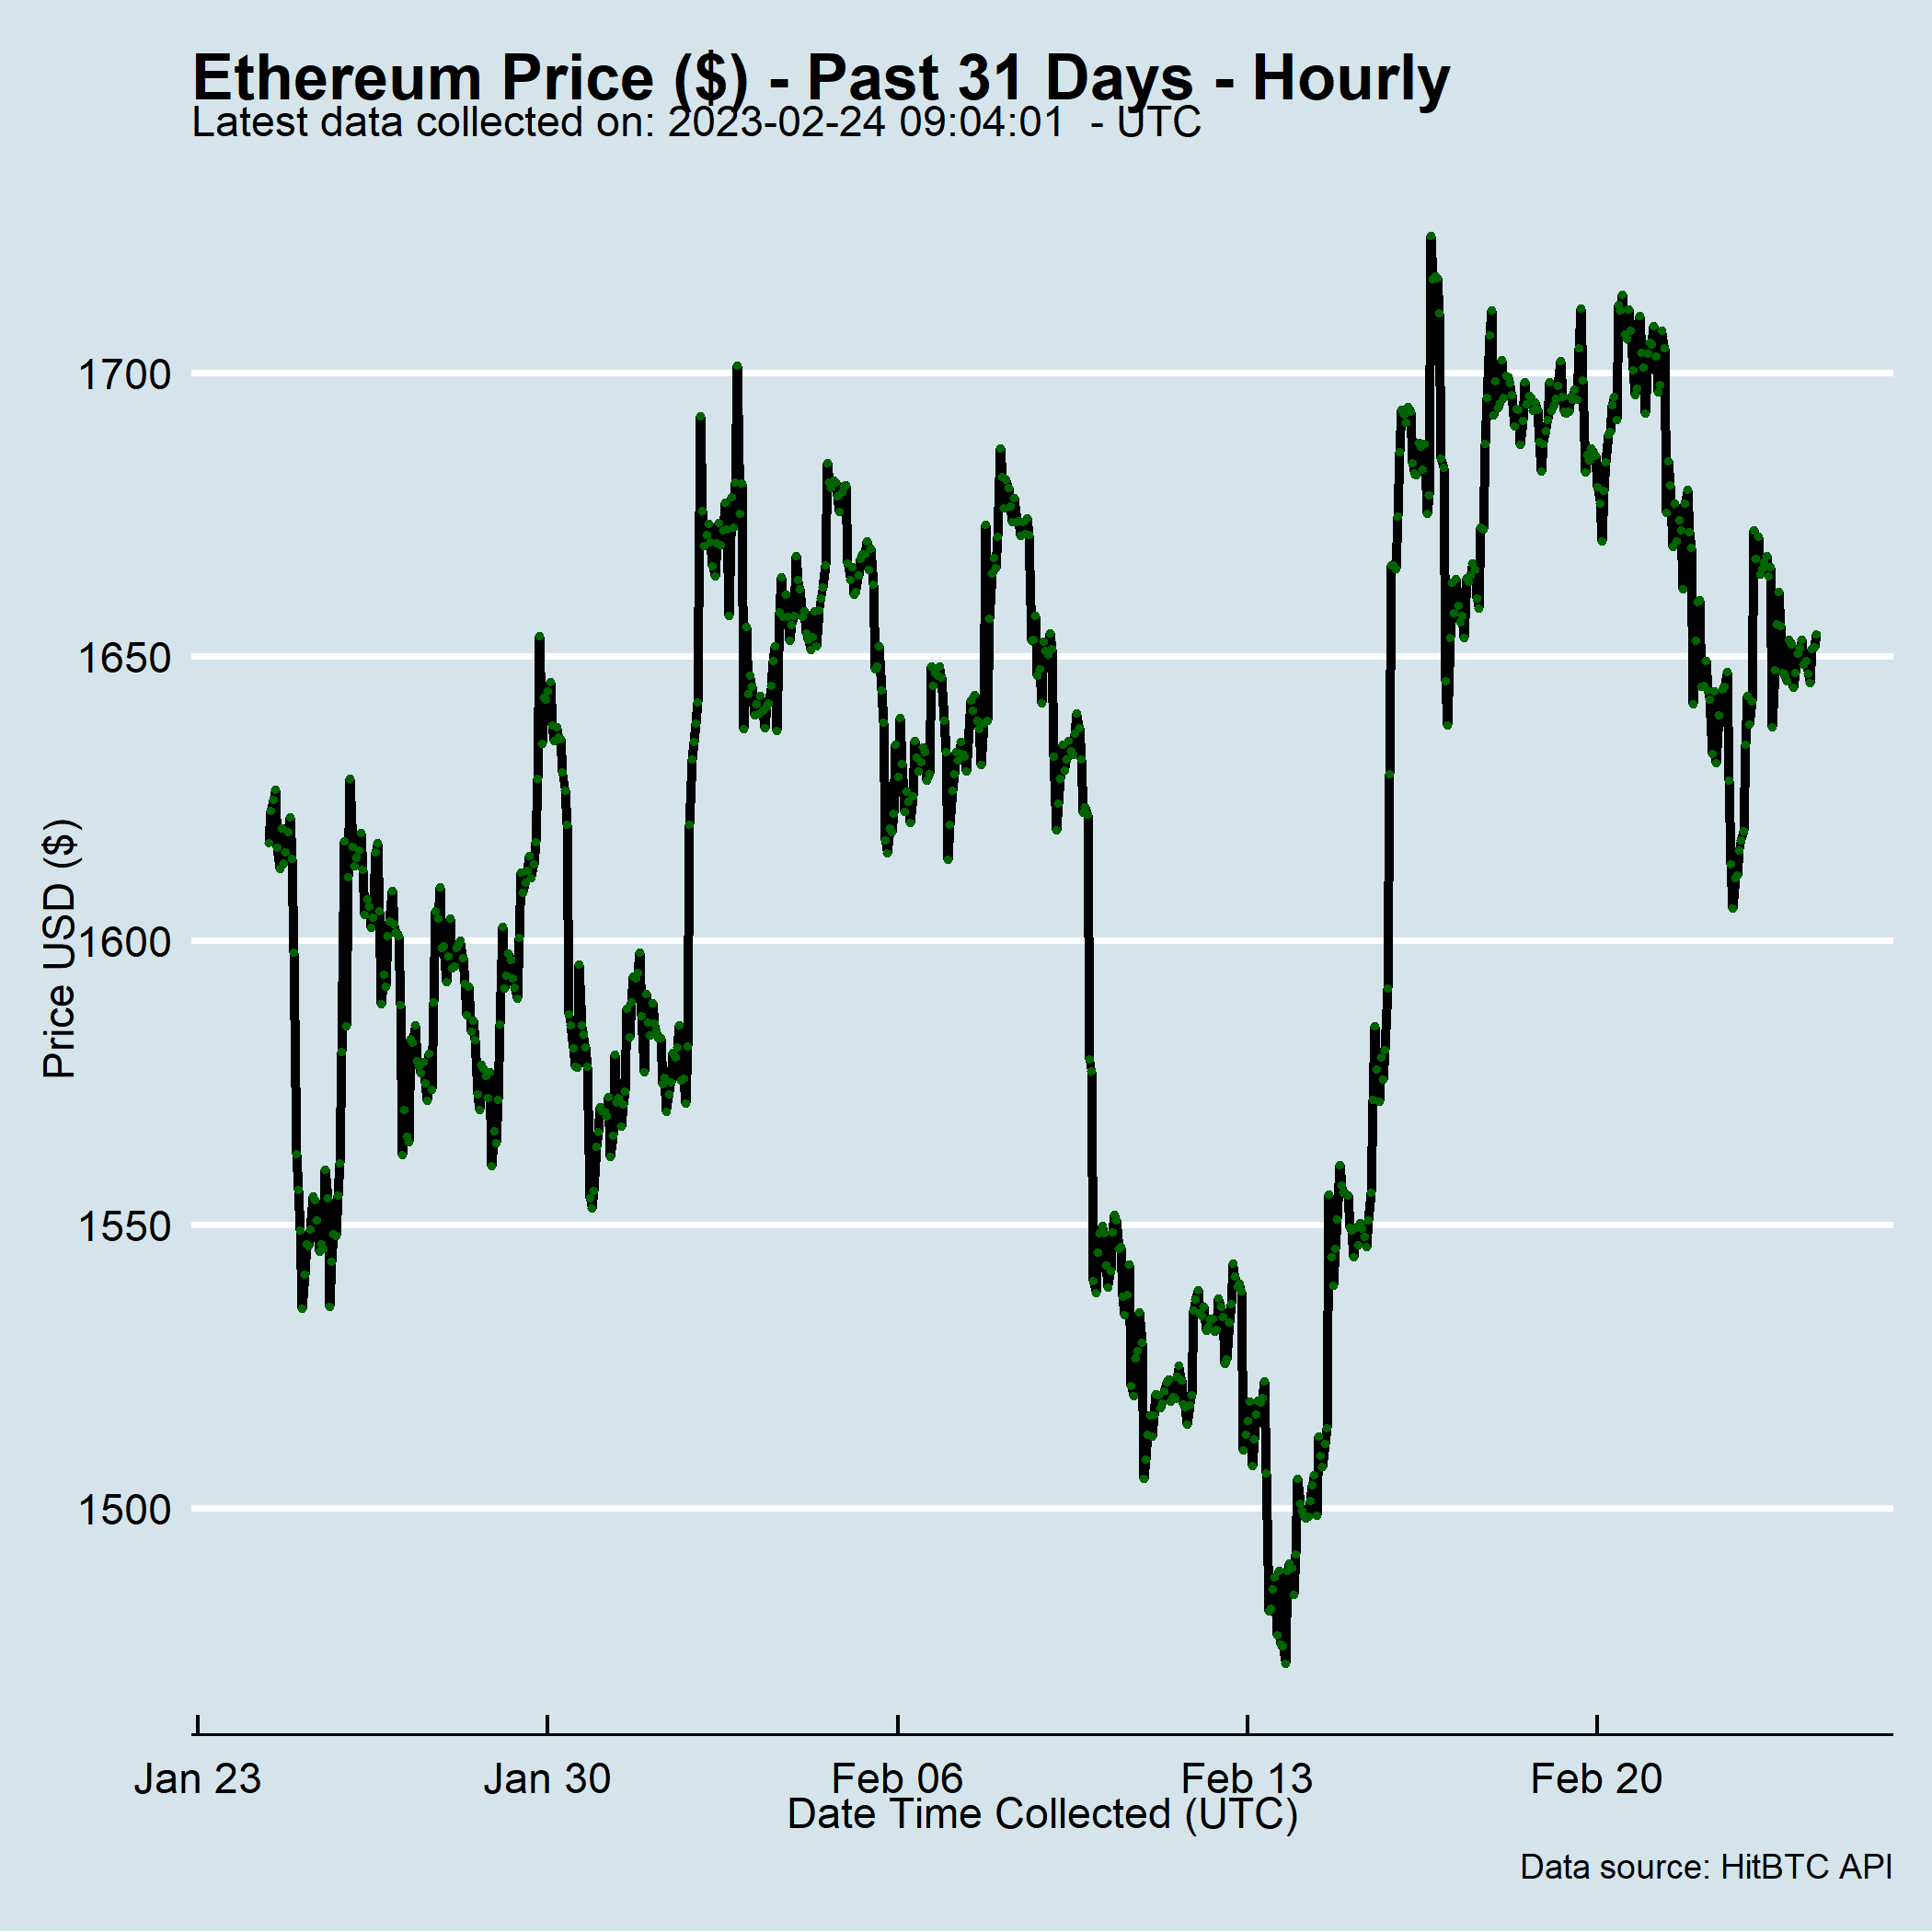 Ethereum Price ($) - Past 31 Days - Hourly
Latest data collected on: 2023-02-24 09:04:01  - UTC
Price USD ($)
1700
1650
1600
1550
1500
Jan 23
Jan 30
Feb 06
Feb 13
Feb 20
Date Time Collected (UTC)
Data source: HitBTC API